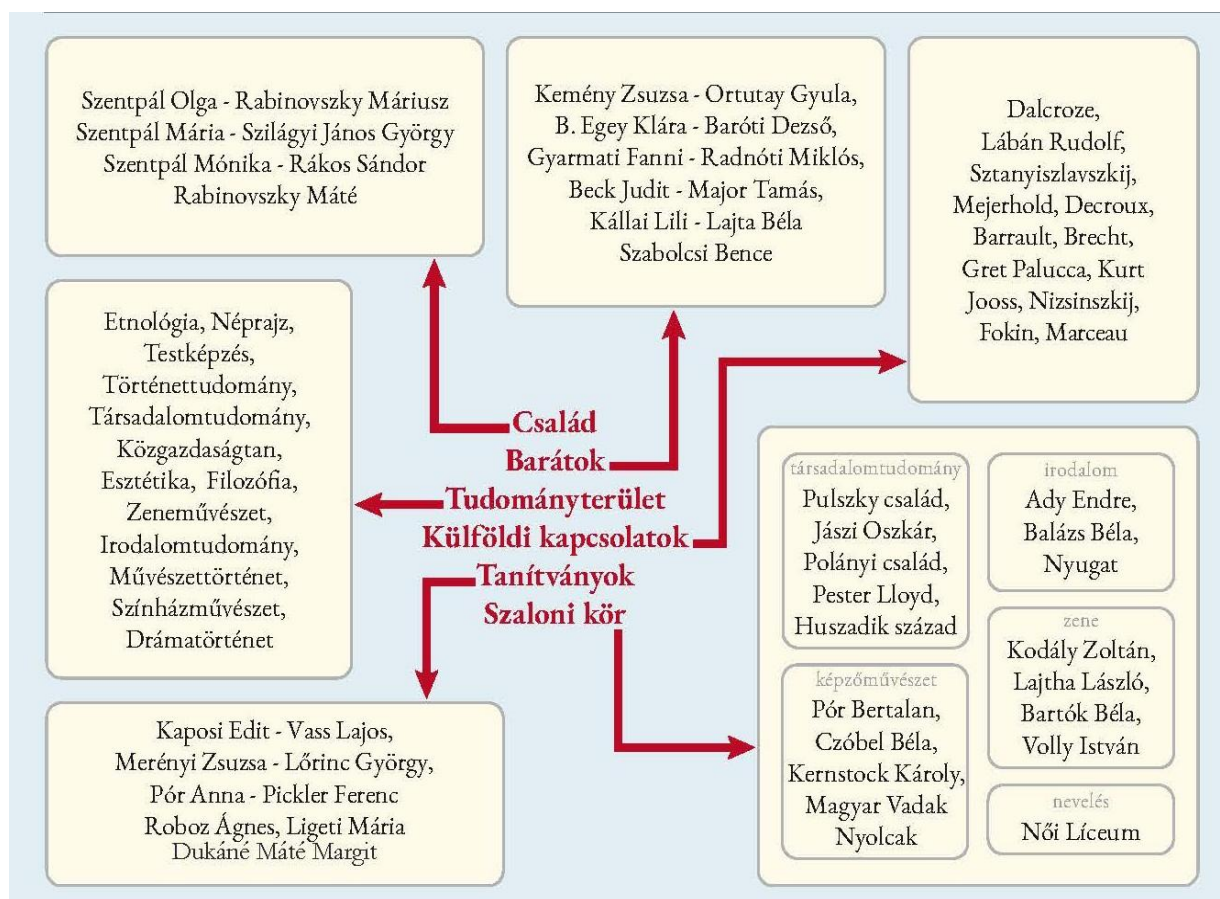 Szentpál Olga - Rabinovszky Máriusz
Szentpál Mária - Szilágyi János György
Szentpál Mónika - Rákos Sándor
Rabinovszky Máté
Kemény Zsuzsa - Ortutay Gyula,
B. Egey Klára - Baróti Dezső,
Gyarmati Fanni - Radnóti Miklós,
Beck Judit - Major Tamás,
Kállai Lili - Lajta Béla
Szabolcsi Bence
Dalcroze,
Lábán Rudolf,
Sztanyiszlavszkij,
Mejerhold, Decroux,
Barrault, Brecht,
Gret Palucca, Kurt
Jooss, Nizsinszkij,
Fokin, Marceau
Etnológia, Néprajz,
Testképzés,
Történettudomány,
Társadalomtudomány,
Közgazdaságtan,
Esztétika, Filozófia,
Zeneművészet,
Irodalomtudomány,
Művészettörténet,
Színházművészet,
Drámatörténet
Család
Barátok
Tudományterület
Külföldi kapcsolatok
Tanítványok
Szaloni kör
társadalomtudomány
Pulszky család,
Jászi Oszkár,
Polányi család,
Pester Lloyd,
Huszadik század
irodalom
Ady Endre,
Balázs Béla,
Nyugat
zene
Kodály Zoltán,
Lajtha László,
Bartók Béla,
Volly István
képzőművészet
Pór Bertalan,
Czóbel Béla,
Kernstock Károly,
Magyar Vadak
Nyolcak
nevelés
Női Líceum
Kaposi Edit - Vass Lajos,
Merényi Zsuzsa - Lőrinc György,
Pór Anna - Pickler Ferenc
Roboz Ágnes, Ligeti Mária
Dukáné Máté Margit